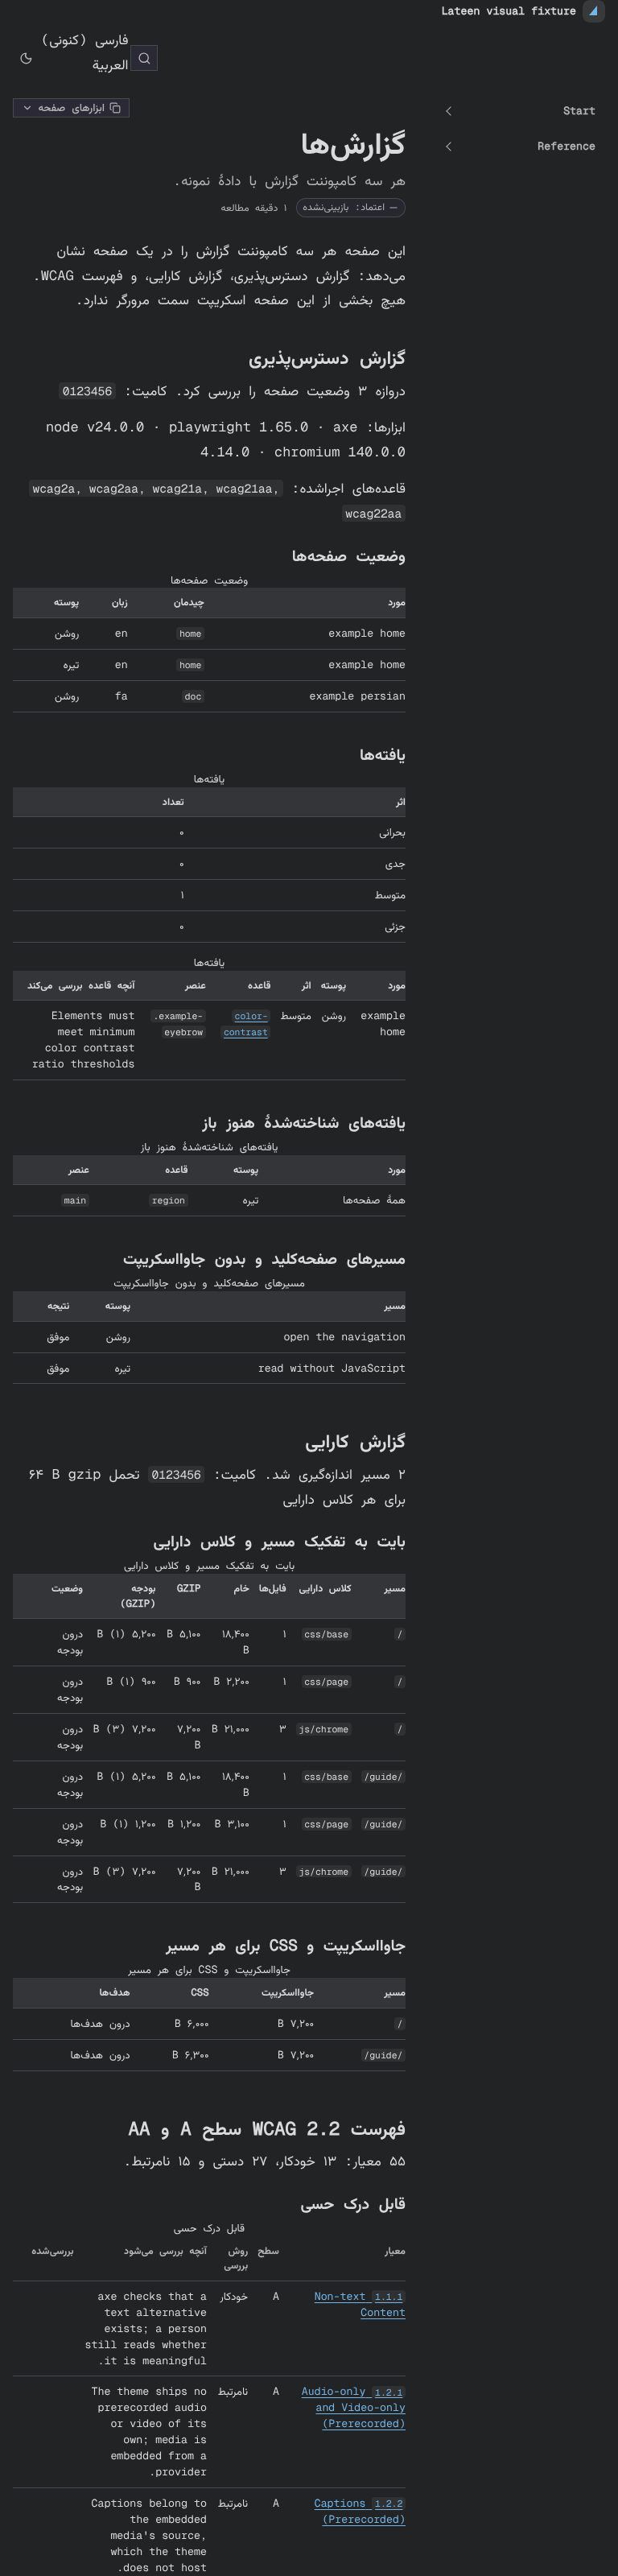 Lateen visual fixture
فارسی (کنونی)
العربية
Start
Reference
ابزارهای صفحه
گزارش‌ها
هر سه کامپوننت گزارش با دادهٔ نمونه.
— اعتماد: بازبینی‌نشده
۱ دقیقه مطالعه
این صفحه هر سه کامپوننت گزارش را در یک صفحه نشان
می‌دهد: گزارش دسترس‌پذیری، گزارش کارایی، و فهرست WCAG.
هیچ بخشی از این صفحه اسکریپت سمت مرورگر ندارد.
گزارش دسترس‌پذیری
دروازه ۳ وضعیت صفحه را بررسی کرد. کامیت: 0123456
ابزارها: node v24.0.0 · playwright 1.65.0 · axe
4.14.0 · chromium 140.0.0
قاعده‌های اجراشده: wcag2a, wcag2aa, wcag21a, wcag21aa,
wcag22aa
وضعیت صفحه‌ها
وضعیت صفحه‌ها
مورد چیدمان زبان پوسته
example home home en روشن
example home home en تیره
example persian doc fa روشن
یافته‌ها
یافته‌ها
اثر تعداد
بحرانی ۰
جدی ۰
متوسط ۱
جزئی ۰
یافته‌ها
مورد پوسته اثر قاعده عنصر آنچه قاعده بررسی می‌کند
example روشن متوسط color- .example- Elements must
home contrast eyebrow meet minimum
color contrast
ratio thresholds
یافته‌های شناخته‌شدهٔ هنوز باز
یافته‌های شناخته‌شدهٔ هنوز باز
مورد پوسته قاعده عنصر
همهٔ صفحه‌ها تیره region main
مسیرهای صفحه‌کلید و بدون جاوااسکریپت
مسیرهای صفحه‌کلید و بدون جاوااسکریپت
مسیر پوسته نتیجه
open the navigation روشن موفق
read without JavaScript تیره موفق
گزارش کارایی
۲ مسیر اندازه‌گیری شد. کامیت: 0123456 تحمل ۶۴ B gzip
برای هر کلاس دارایی
بایت به تفکیک مسیر و کلاس دارایی
بایت به تفکیک مسیر و کلاس دارایی
مسیر کلاس دارایی فایل‌ها خام GZIP بودجه وضعیت
(GZIP)
/ css/base ۱ ۱۸,۴۰۰ ۵,۱۰۰ B ۵,۲۰۰ (۱) B درون
B بودجه
/ css/page ۱ ۲,۲۰۰ B ۹۰۰ B ۹۰۰ (۱) B درون
بودجه
/ js/chrome ۳ ۲۱,۰۰۰ B ۷,۲۰۰ ۷,۲۰۰ (۳) B درون
B بودجه
/guide/ css/base ۱ ۱۸,۴۰۰ ۵,۱۰۰ B ۵,۲۰۰ (۱) B درون
B بودجه
/guide/ css/page ۱ ۳,۱۰۰ B ۱,۲۰۰ B ۱,۲۰۰ (۱) B درون
بودجه
/guide/ js/chrome ۳ ۲۱,۰۰۰ B ۷,۲۰۰ ۷,۲۰۰ (۳) B درون
B بودجه
جاوااسکریپت و CSS برای هر مسیر
جاوااسکریپت و CSS برای هر مسیر
مسیر جاوااسکریپت CSS هدف‌ها
/ ۷,۲۰۰ B ۶,۰۰۰ B درون هدف‌ها
/guide/ ۷,۲۰۰ B ۶,۳۰۰ B درون هدف‌ها
فهرست WCAG 2.2 سطح A و AA
۵۵ معیار: ۱۳ خودکار، ۲۷ دستی و ۱۵ نامرتبط.
قابل درک حسی
قابل درک حسی
معیار سطح روش آنچه بررسی می‌شود بررسی‌شده
بررسی
1.1.1 Non-text A خودکار axe checks that a
Content text alternative
exists; a person
still reads whether
it is meaningful.
1.2.1 Audio-only A نامرتبط The theme ships no
and Video-only prerecorded audio
(Prerecorded) or video of its
own; media is
embedded from a
provider.
1.2.2 Captions A نامرتبط Captions belong to
(Prerecorded) the embedded
media's source,
which the theme
does not host.